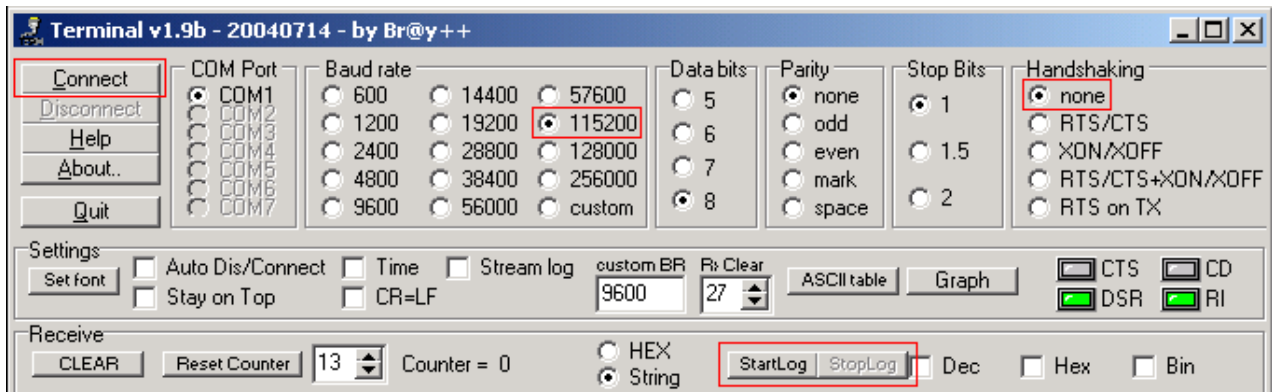 Terminal v1.9b - 20040714 - by Br@y++
Connect
Disconnect
Help
About..
Quit
COM Port
COM1
COM2
COM3
COM4
COM5
COM6
COM7
Baud rate
600
1200
2400
4800
9600
14400
19200
28800
38400
56000
57600
115200
128000
256000
custom
Data bits
5
6
7
8
Parity
none
odd
even
mark
space
Stop Bits
1
1.5
2
Handshaking
none
RTS/CTS
XON/XOFF
RTS/CTS+XON/XOFF
RTS on TX
Settings
Set font
Auto Dis/Connect
Stay on Top
Time
CR=LF
Stream log
custom BR
9600
Rx Clear
27
ASCII table
Graph
CTS
CD
DSR
RI
Receive
CLEAR
Reset Counter
13
Counter = 0
HEX
String
StartLog
StopLog
Dec
Hex
Bin